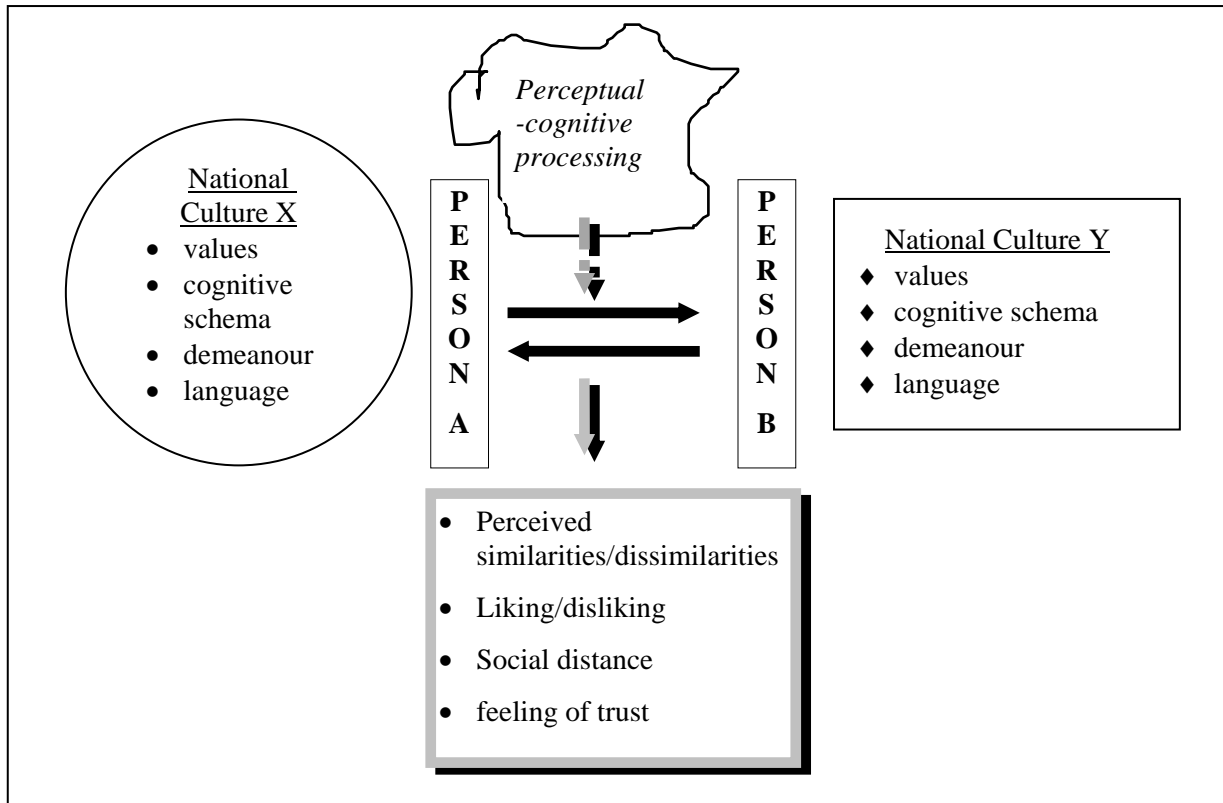 Perceptual
-cognitive
processing
National
Culture X
• values
• cognitive
schema
• demeanour
• language
P
E
R
S
O
N
A
P
E
R
S
O
N
B
National Culture Y
♦ values
♦ cognitive schema
♦ demeanour
♦ language
• Perceived
similarities/dissimilarities
• Liking/disliking
• Social distance
• feeling of trust